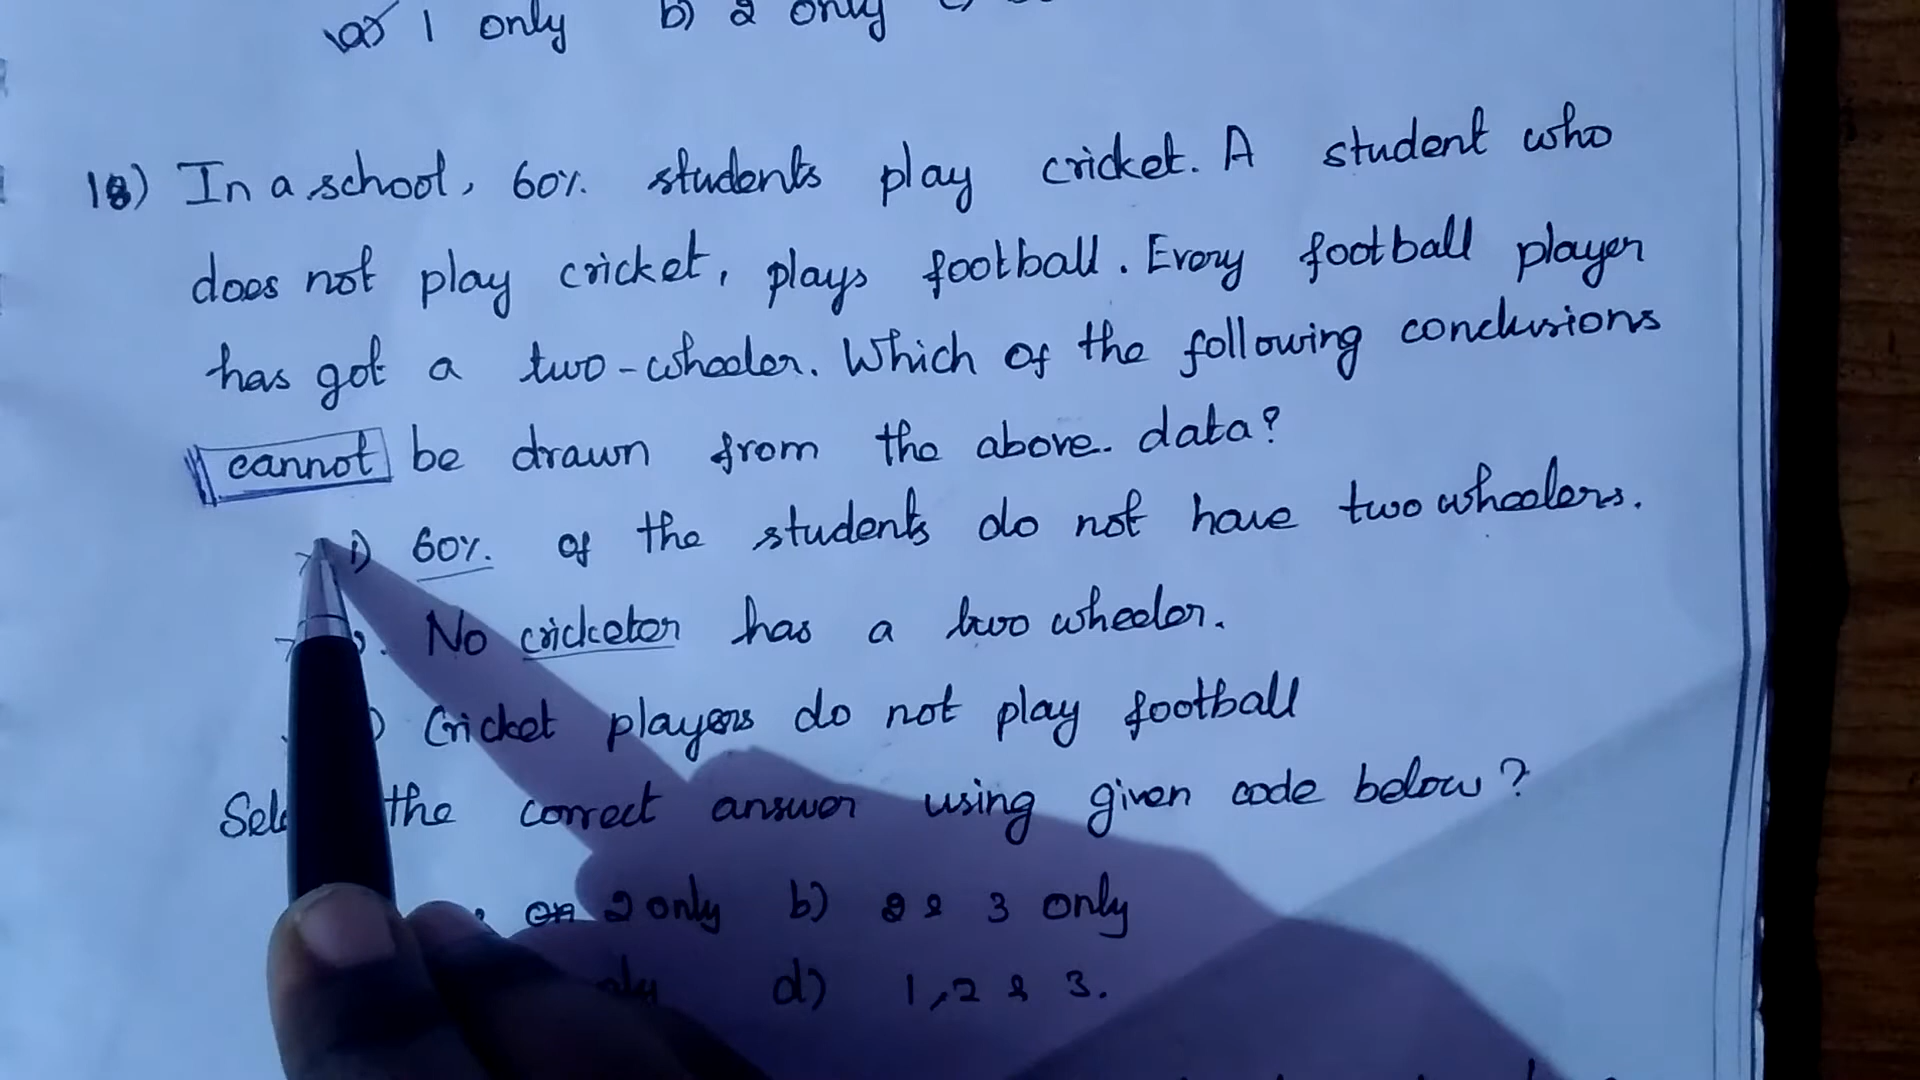 a) 1 only b) 2 only
18) In a school, 60%. students play cricket. A student who
does not play cricket, plays football. Every football player
has got a two-wheeler. Which of the following conclusions
cannot be drawn from the above data?
1) 60%. of the students do not have two wheelers.
No cricketer has a two wheeler.
) Cricket players do not play football
the correct answer using given code below?
2 only b) 2 & 3 only
d) 1, 2 & 3.